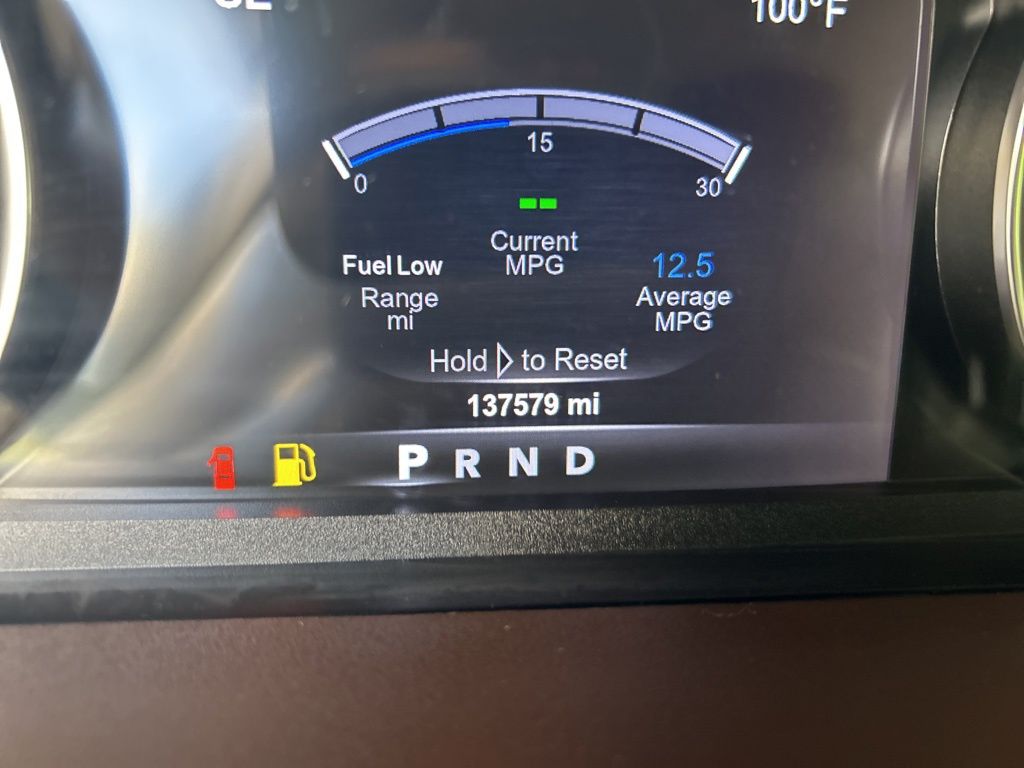 100°F
15
0
30
--
Current
MPG
Fuel Low
Range
mi
12.5
Average
MPG
Hold ▷ to Reset
137579 mi
P R N D